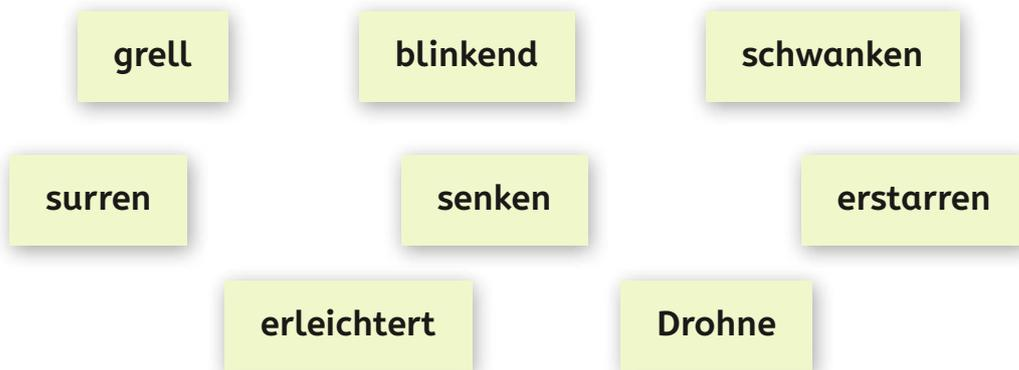 grell blinkend schwanken
surren senken erstarren
erleichtert Drohne